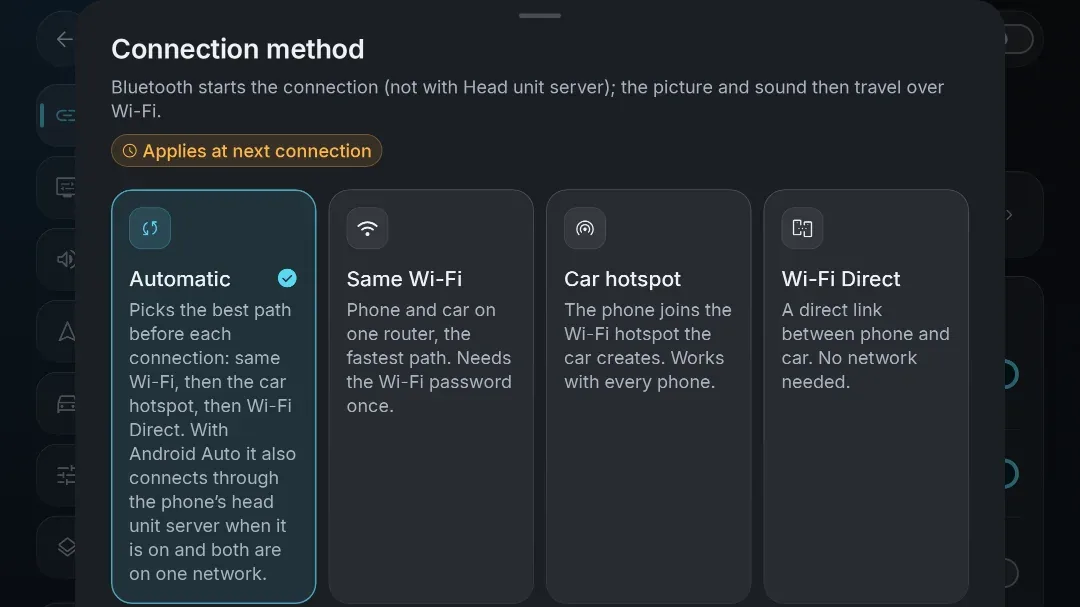 Connection method
Bluetooth starts the connection (not with Head unit server); the picture and sound then travel over
Wi-Fi.
Applies at next connection
Automatic
Picks the best path
before each
connection: same
Wi-Fi, then the car
hotspot, then Wi-Fi
Direct. With
Android Auto it also
connects through
the phone’s head
unit server when it
is on and both are
on one network.
Same Wi-Fi
Phone and car on
one router, the
fastest path. Needs
the Wi-Fi password
once.
Car hotspot
The phone joins the
Wi-Fi hotspot the
car creates. Works
with every phone.
Wi-Fi Direct
A direct link
between phone and
car. No network
needed.